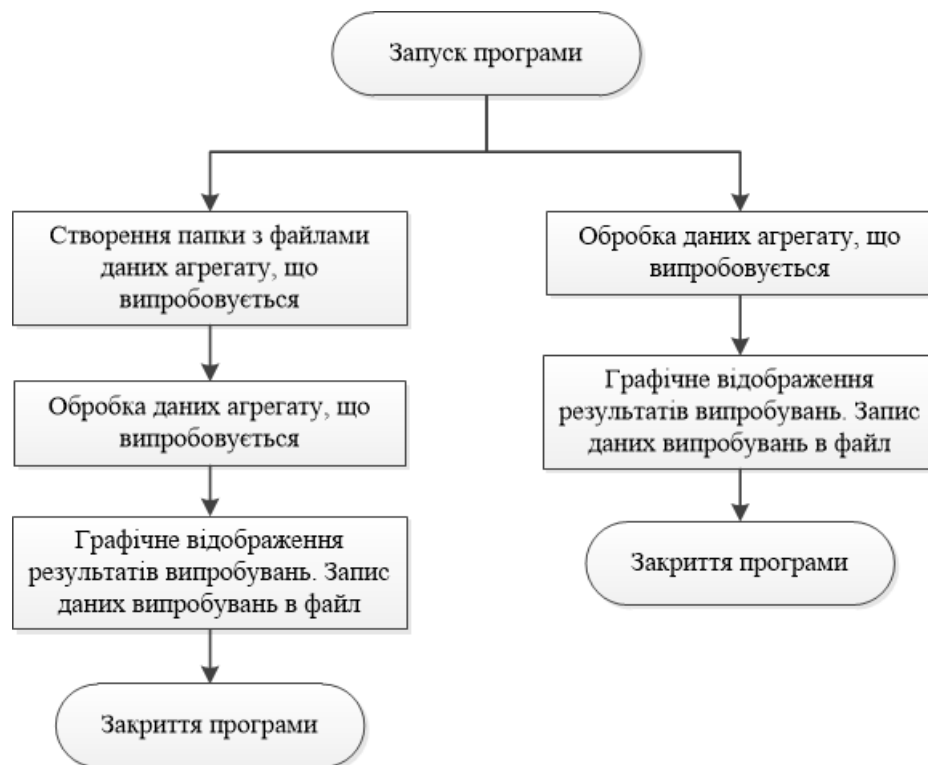 Запуск програми
Створення папки з файлами
даних агрегату, що
випробовується
Обробка даних агрегату, що
випробовується
Графічне відображення
результатів випробувань. Запис
даних випробувань в файл
Закриття програми
Обробка даних агрегату, що
випробовується
Графічне відображення
результатів випробувань. Запис
даних випробувань в файл
Закриття програми